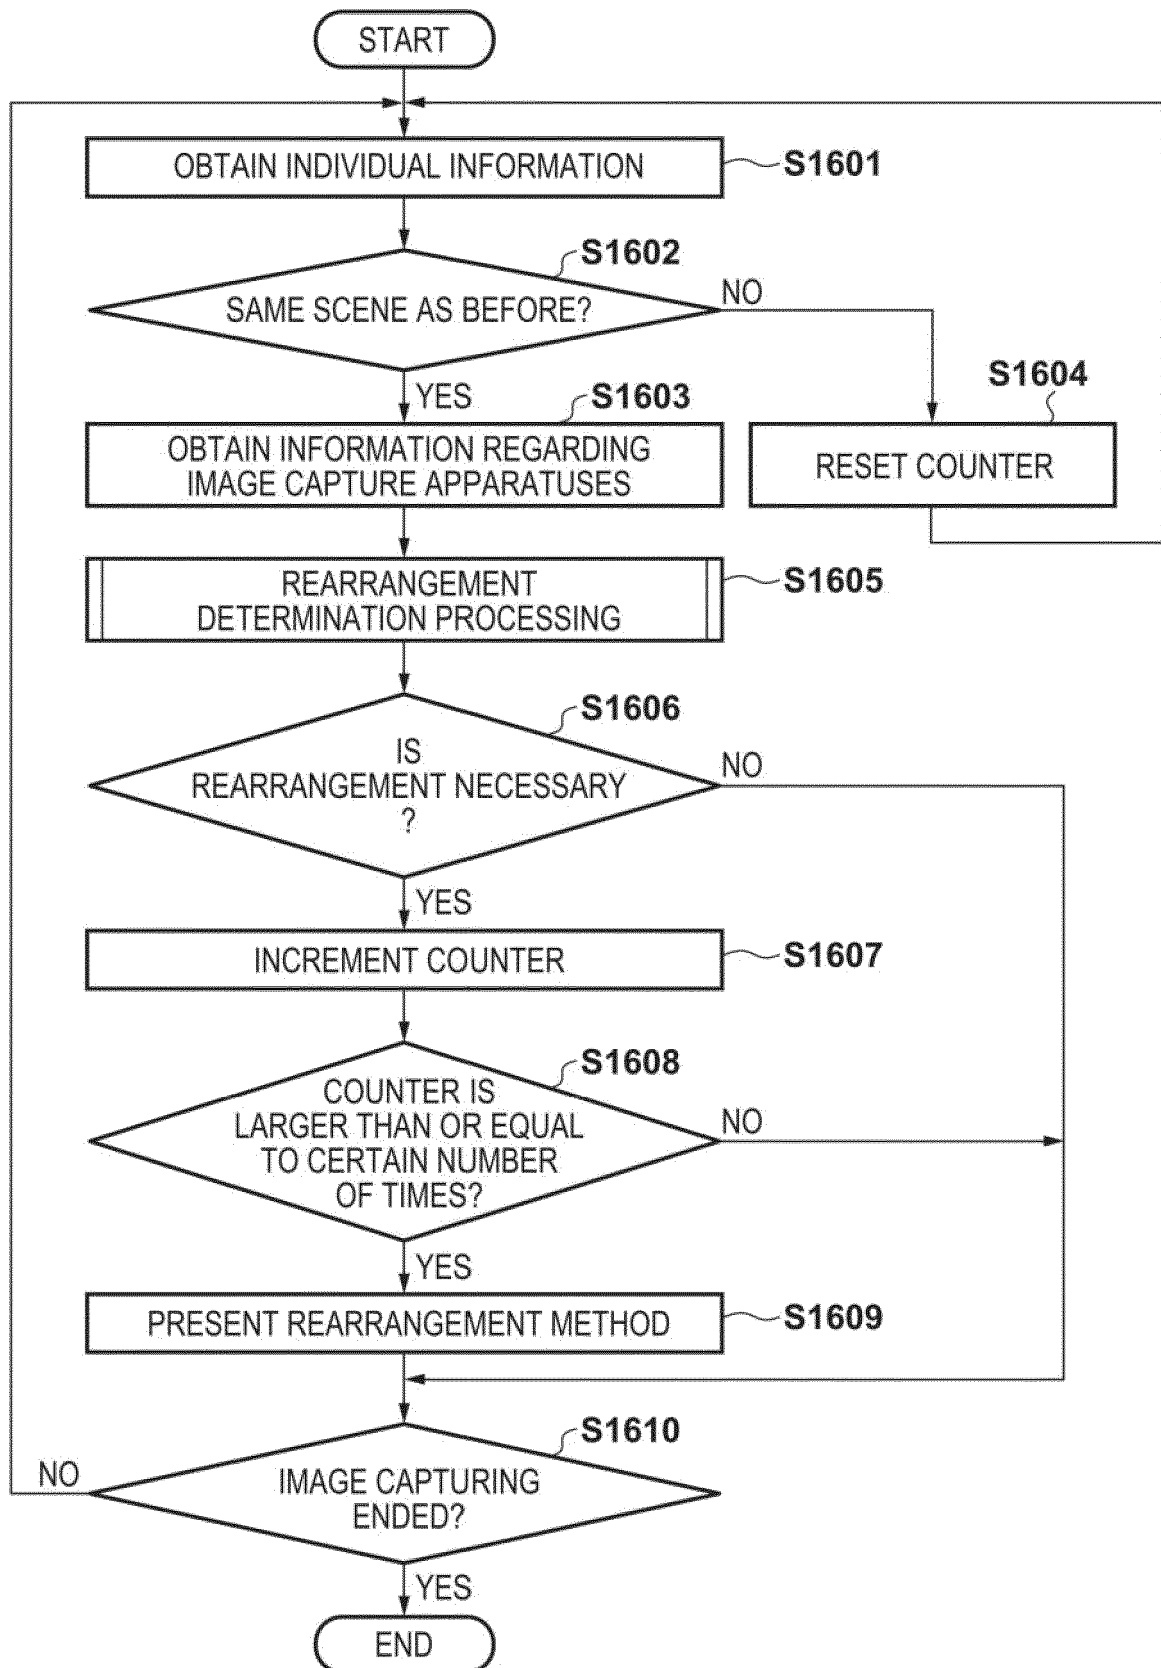 START
OBTAIN INDIVIDUAL INFORMATION
S1601
S1602
SAME SCENE AS BEFORE?
NO
YES
S1603
S1604
OBTAIN INFORMATION REGARDING
IMAGE CAPTURE APPARATUSES
RESET COUNTER
REARRANGEMENT
DETERMINATION PROCESSING
S1605
S1606
IS
REARRANGEMENT NECESSARY
?
NO
YES
INCREMENT COUNTER
S1607
S1608
COUNTER IS
LARGER THAN OR EQUAL
TO CERTAIN NUMBER
OF TIMES?
NO
YES
PRESENT REARRANGEMENT METHOD
S1609
S1610
NO
IMAGE CAPTURING
ENDED?
YES
END